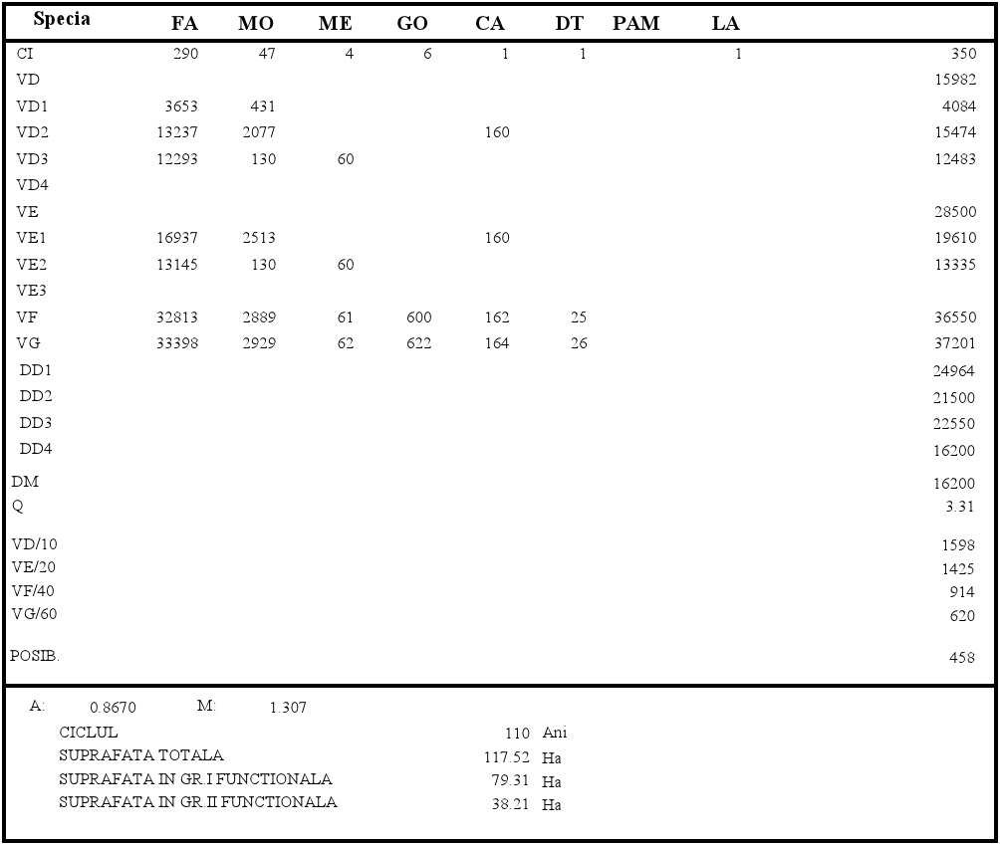 Specia FA MO ME GO CA DT PAM LA
CI 290 47 4 6 1 1 1 350
VD 15982
VD1 3653 431 4084
VD2 13237 2077 160 15474
VD3 12293 130 60 12483
VD4
VE 28500
VE1 16937 2513 160 19610
VE2 13145 130 60 13335
VE3
VF 32813 2889 61 600 162 25 36550
VG 33398 2929 62 622 164 26 37201
DD1 24964
DD2 21500
DD3 22550
DD4 16200
DM 16200
Q 3.31
VD/10 1598
VE/20 1425
VF/40 914
VG/60 620
POSIB. 458
A: 0.8670 M: 1.307
CICLUL 110 Ani
SUPRAFATA TOTALA 117.52 Ha
SUPRAFATA IN GR.I FUNCTIONALA 79.31 Ha
SUPRAFATA IN GR.II FUNCTIONALA 38.21 Ha